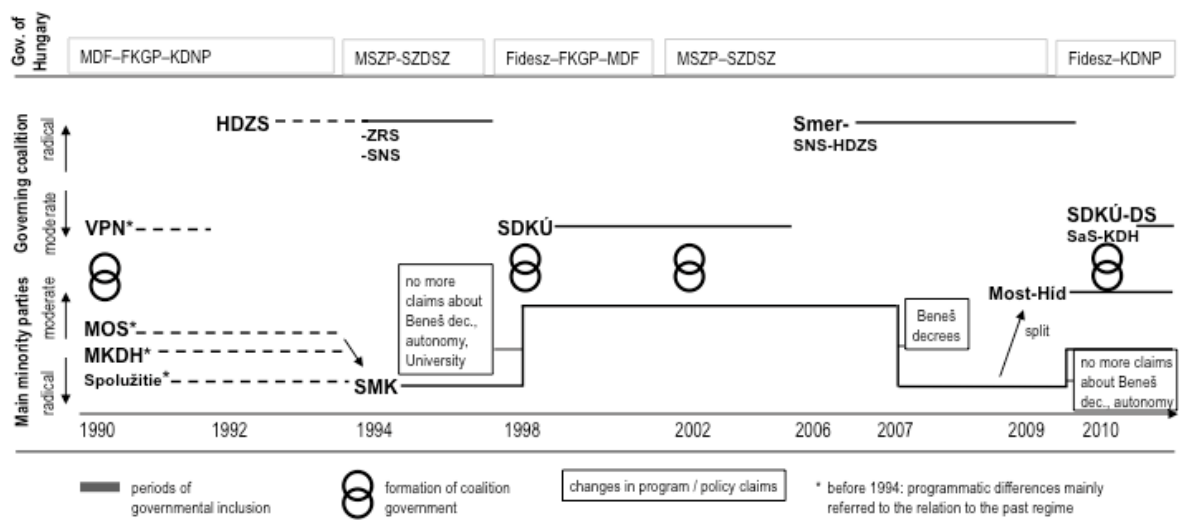 Gov. of
Hungary
MDF–FKGP–KDNP
MSZP-SZDSZ
Fidesz–FKGP–MDF
MSZP–SZDSZ
Fidesz–KDNP
Governing coalition
radical
moderate
HDZS
-ZRS
-SNS
Smer-
SNS-HDZS
VPN*
SDKÚ
SDKÚ-DS
SaS-KDH
Main minority parties
moderate
radical
no more
claims about
Beneš dec.,
autonomy,
University
Most-Híd
Beneš
decrees
split
MOS*
MKDH*
Spolužitie*
SMK
no more claims
about Beneš
dec., autonomy
1990
1992
1994
1998
2002
2006
2007
2009
2010
periods of
governmental inclusion
formation of coalition
government
changes in program / policy claims
* before 1994: programmatic differences mainly
referred to the relation to the past regime